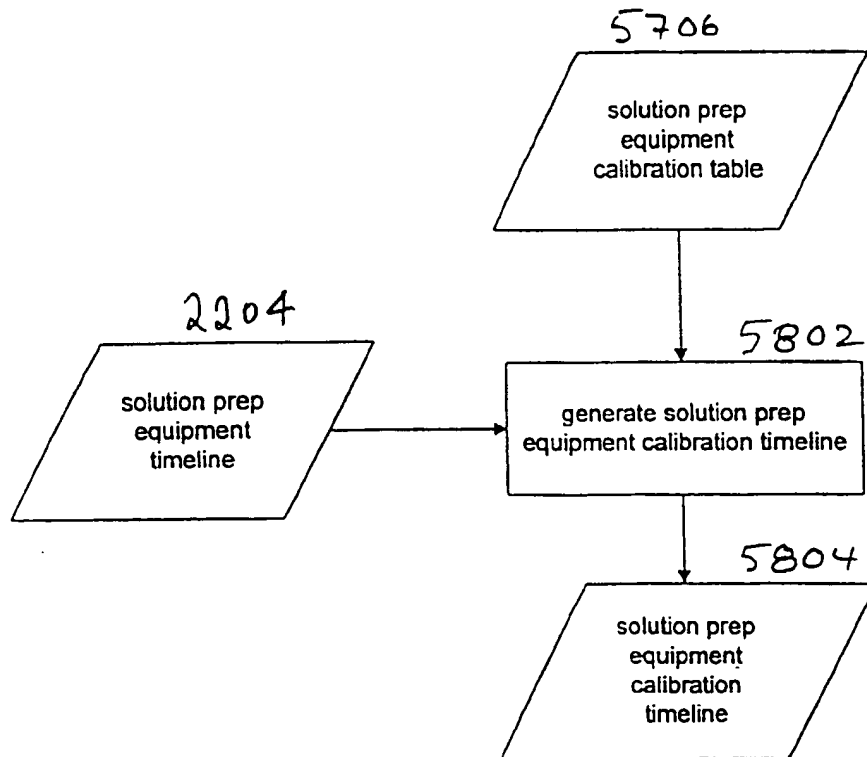 5706
solution prep
equipment
calibration table
2204
solution prep
equipment
timeline
5802
generate solution prep
equipment calibration timeline
5804
solution prep
equipment
calibration
timeline